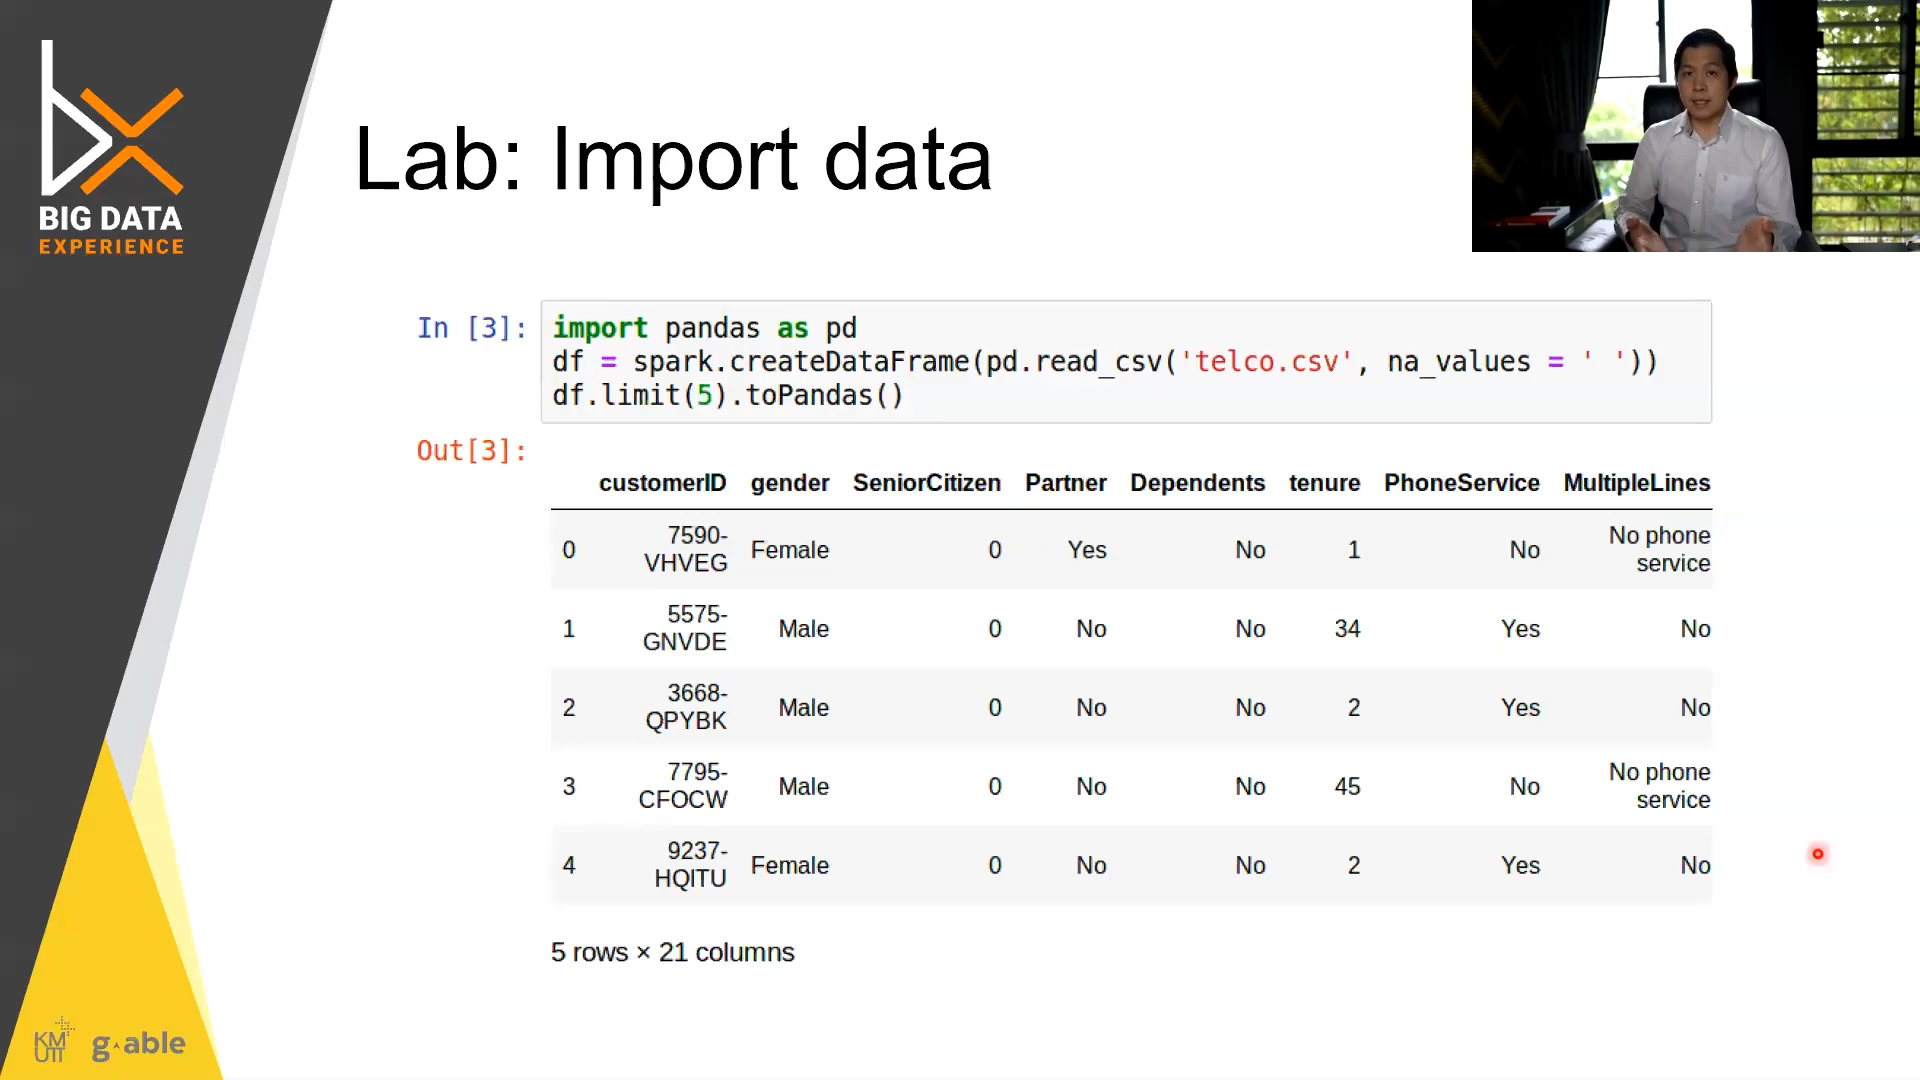 BIG DATA
EXPERIENCE
Lab: Import data
In [3]:
import pandas as pd
df = spark.createDataFrame(pd.read_csv('telco.csv', na_values = ' '))
df.limit(5).toPandas()
Out[3]:
customerID gender SeniorCitizen Partner Dependents tenure PhoneService MultipleLines
0 7590-VHVEG Female 0 Yes No 1 No No phone service
1 5575-GNVDE Male 0 No No 34 Yes No
2 3668-QPYBK Male 0 No No 2 Yes No
3 7795-CFOCW Male 0 No No 45 No No phone service
4 9237-HQITU Female 0 No No 2 Yes No
5 rows × 21 columns
KM
UTT
g-able